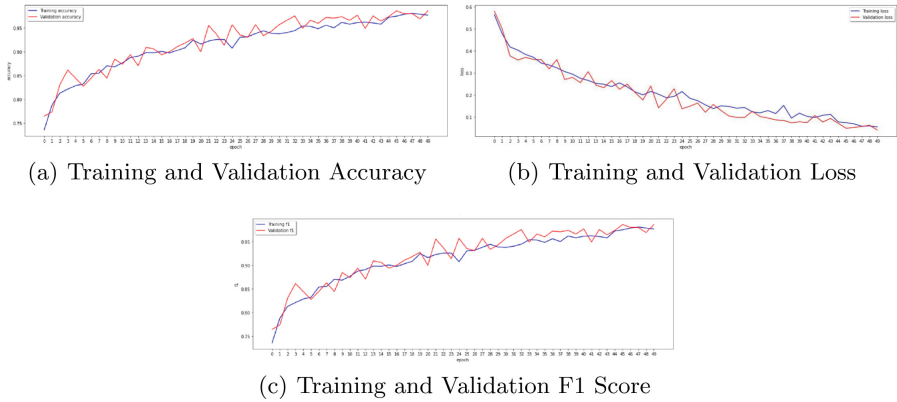 Training accuracy
Validation accuracy
0.95
0.90
0.85
0.80
0.75
accuracy
0 1 2 3 4 5 6 7 8 9 10 11 12 13 14 15 16 17 18 19 20 21 22 23 24 25 26 27 28 29 30 31 32 33 34 35 36 37 38 39 40 41 42 43 44 45 46 47 48 49
epoch
(a) Training and Validation Accuracy
Training loss
Validation loss
0.6
0.5
0.4
0.3
0.2
0.1
loss
0 1 2 3 4 5 6 7 8 9 10 11 12 13 14 15 16 17 18 19 20 21 22 23 24 25 26 27 28 29 30 31 32 33 34 35 36 37 38 39 40 41 42 43 44 45 46 47 48 49
epoch
(b) Training and Validation Loss
Training f1
Validation f1
0.95
0.90
0.85
0.80
0.75
f1
0 1 2 3 4 5 6 7 8 9 10 11 12 13 14 15 16 17 18 19 20 21 22 23 24 25 26 27 28 29 30 31 32 33 34 35 36 37 38 39 40 41 42 43 44 45 46 47 48 49
epoch
(c) Training and Validation F1 Score